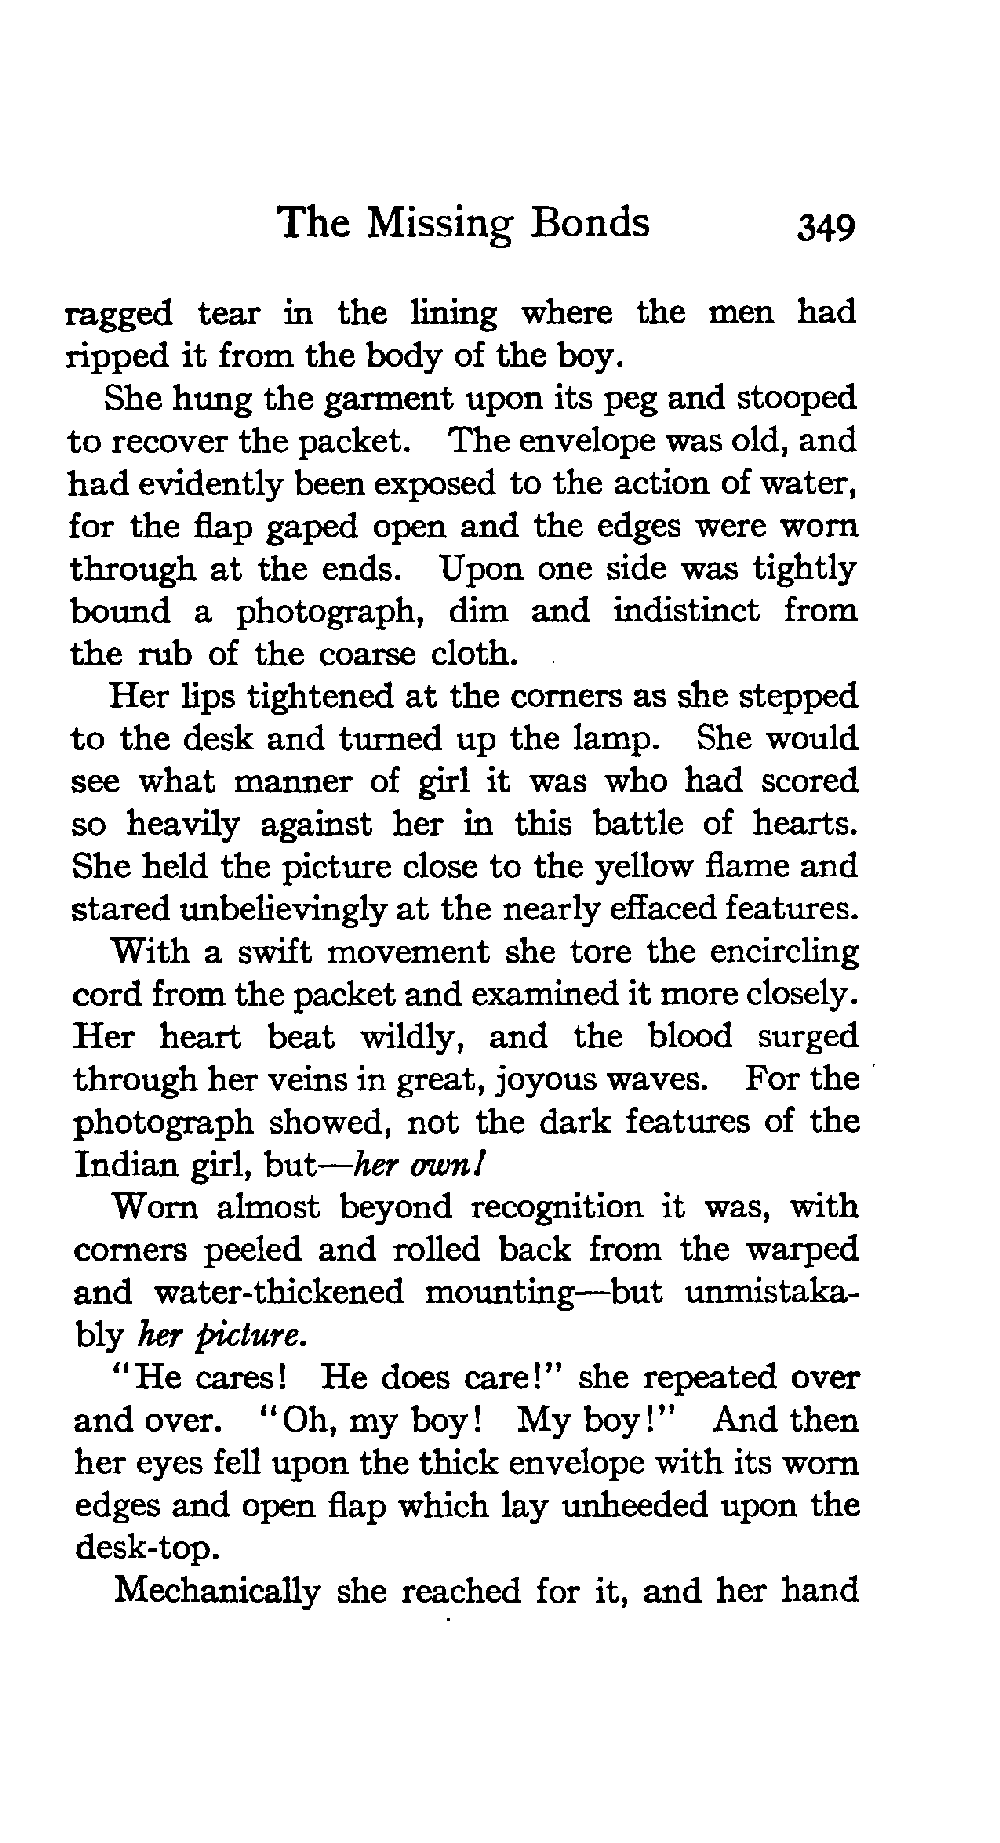 The Missing Bonds 349
ragged tear in the lining where the men had
ripped it from the body of the boy.
She hung the garment upon its peg and stooped
to recover the packet. The envelope was old, and
had evidently been exposed to the action of water,
for the flap gaped open and the edges were worn
through at the ends. Upon one side was tightly
bound a photograph, dim and indistinct from
the rub of the coarse cloth.
Her lips tightened at the corners as she stepped
to the desk and turned up the lamp. She would
see what manner of girl it was who had scored
so heavily against her in this battle of hearts.
She held the picture close to the yellow flame and
stared unbelievingly at the nearly effaced features.
With a swift movement she tore the encircling
cord from the packet and examined it more closely.
Her heart beat wildly, and the blood surged
through her veins in great, joyous waves. For the
photograph showed, not the dark features of the
Indian girl, but—her own!
Worn almost beyond recognition it was, with
corners peeled and rolled back from the warped
and water-thickened mounting—but unmistaka-
bly her picture.
"He cares! He does care!" she repeated over
and over. "Oh, my boy! My boy!" And then
her eyes fell upon the thick envelope with its worn
edges and open flap which lay unheeded upon the
desk-top.
Mechanically she reached for it, and her hand